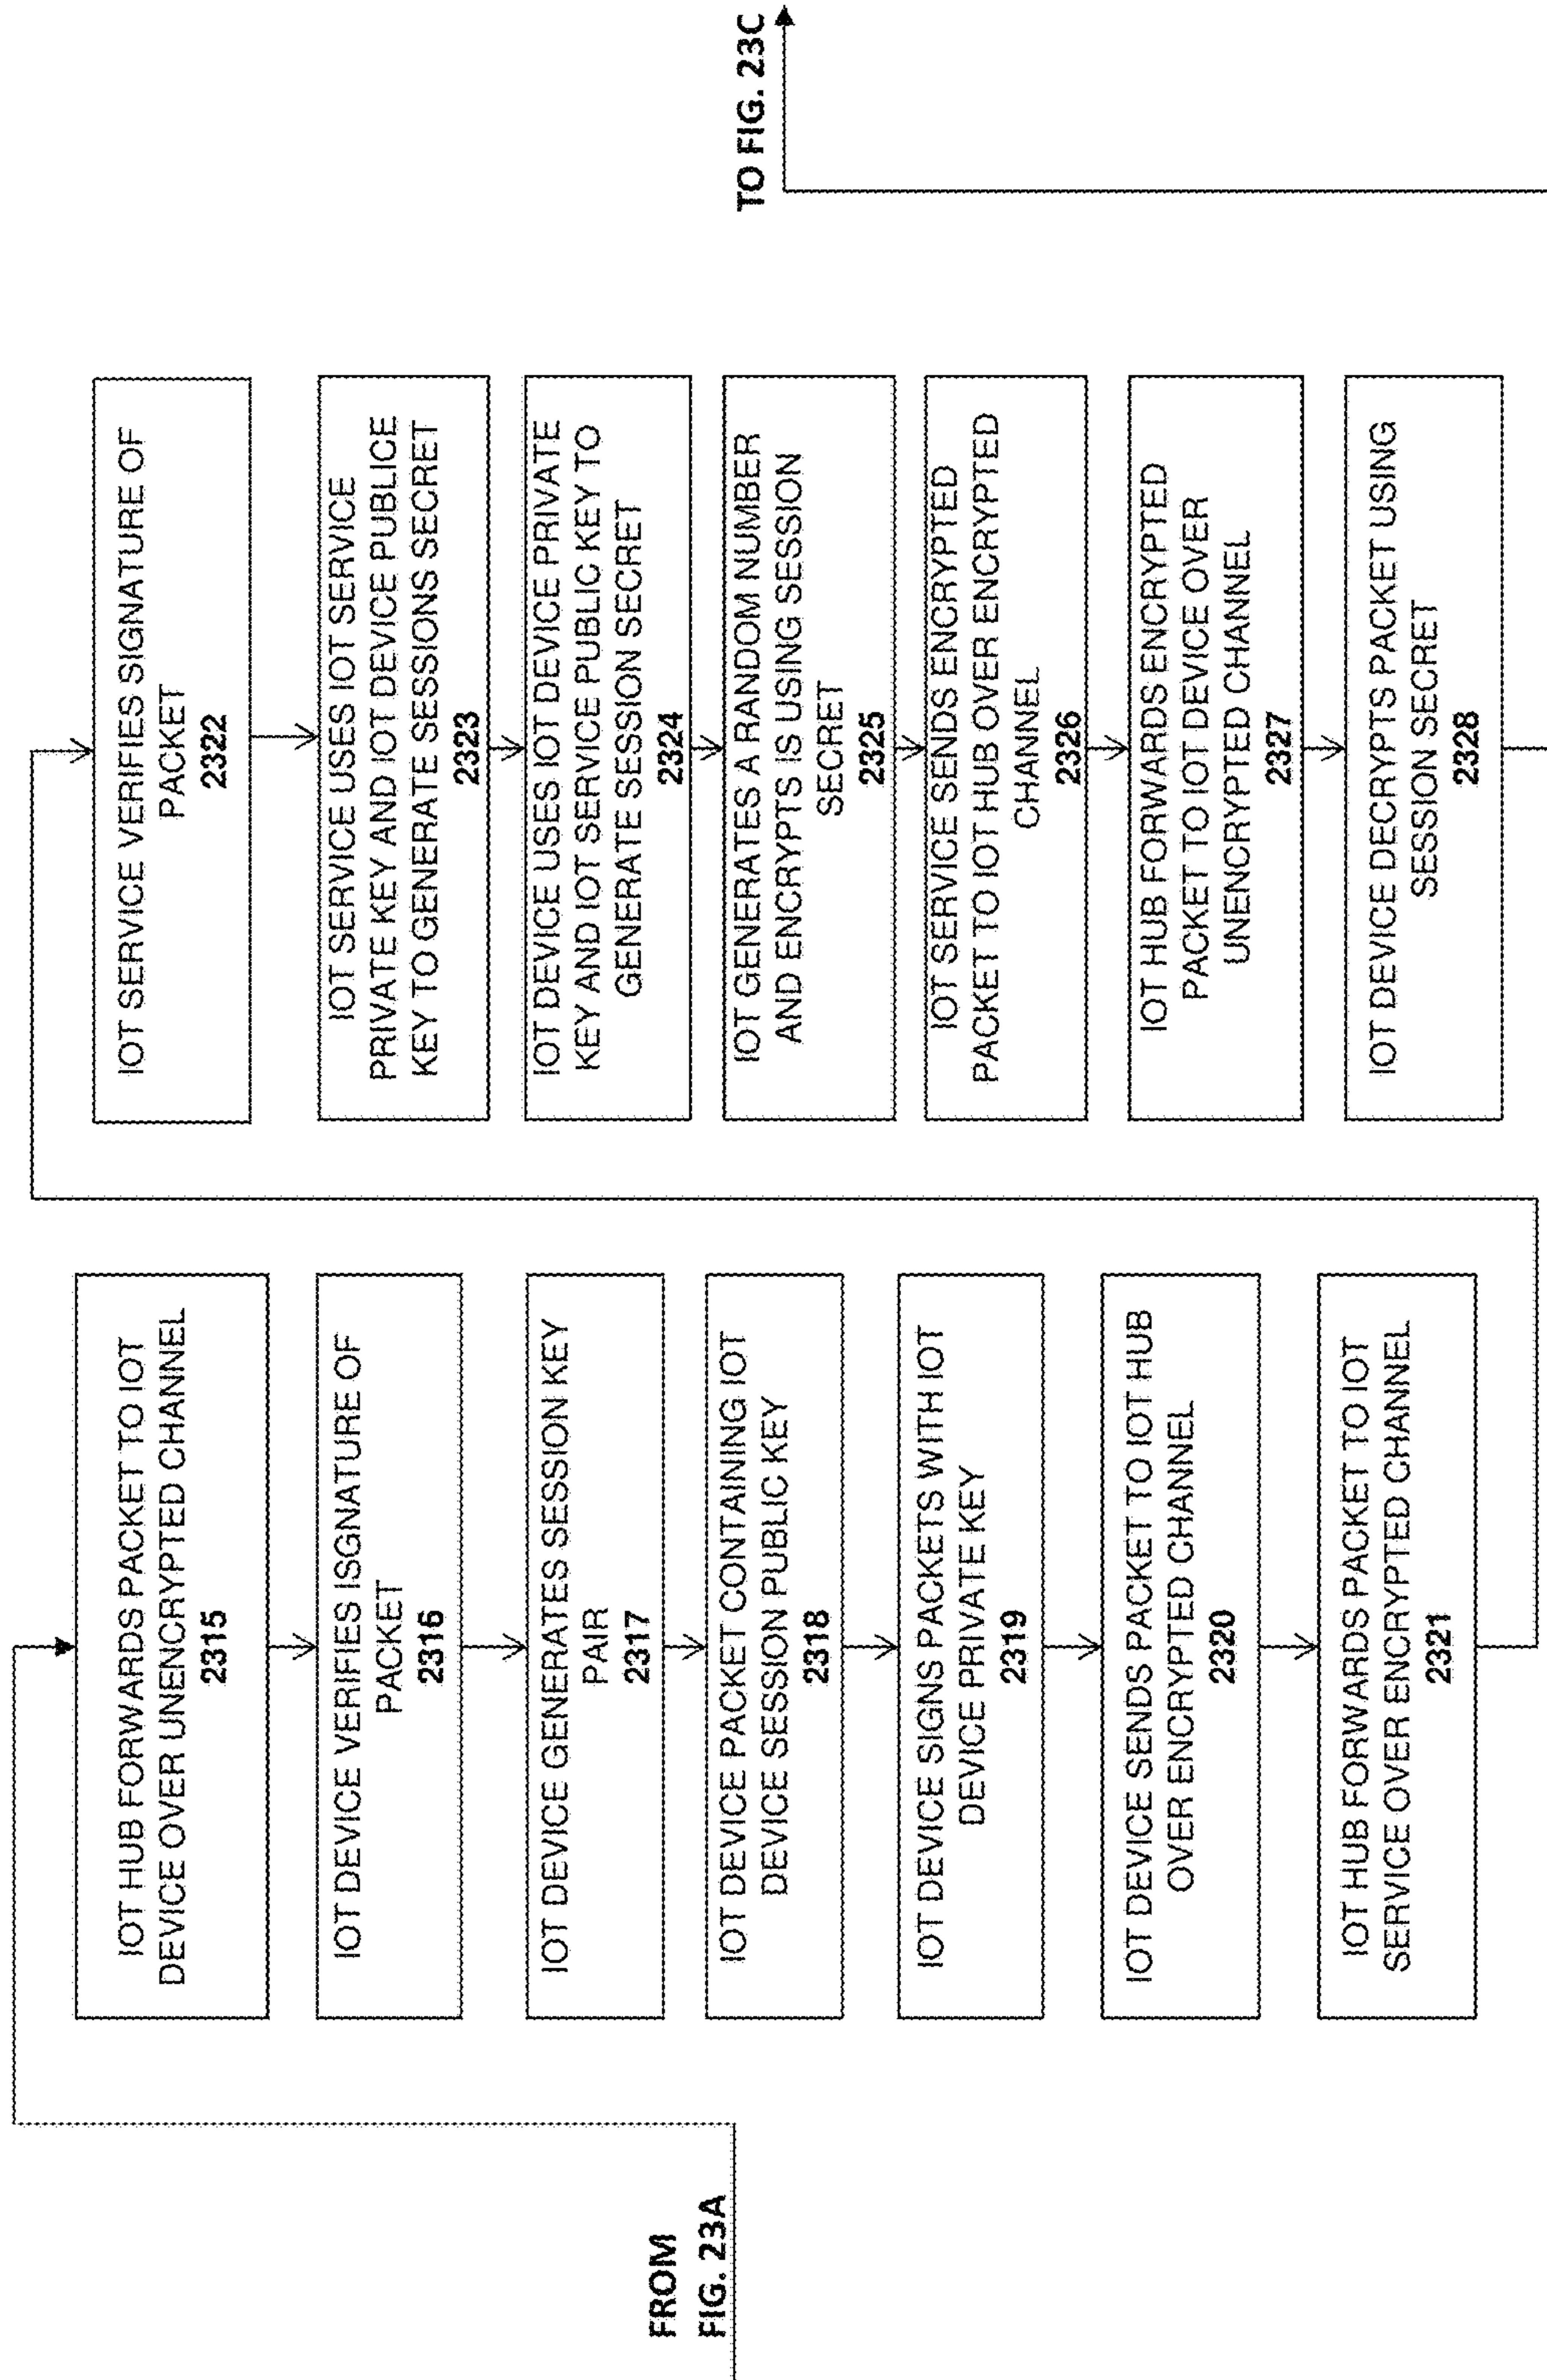 FROM
FIG. 23A
IOT HUB FORWARDS PACKET TO IOT
DEVICE OVER UNENCRYPTED CHANNEL
2315
IOT DEVICE VERIFIES ISGNATURE OF
PACKET
2316
IOT DEVICE GENERATES SESSION KEY
PAIR
2317
IOT DEVICE PACKET CONTAINING IOT
DEVICE SESSION PUBLIC KEY
2318
IOT DEVICE SIGNS PACKETS WITH IOT
DEVICE PRIVATE KEY
2319
IOT DEVICE SENDS PACKET TO IOT HUB
OVER ENCRYPTED CHANNEL
2320
IOT HUB FORWARDS PACKET TO IOT
SERVICE OVER ENCRYPTED CHANNEL
2321
IOT SERVICE VERIFIES SIGNATURE OF
PACKET
2322
IOT SERVICE USES IOT SERVICE
PRIVATE KEY AND IOT DEVICE PUBLICE
KEY TO GENERATE SESSIONS SECRET
2323
IOT DEVICE USES IOT DEVICE PRIVATE
KEY AND IOT SERVICE PUBLIC KEY TO
GENERATE SESSION SECRET
2324
IOT GENERATES A RANDOM NUMBER
AND ENCRYPTS IS USING SESSION
SECRET
2325
IOT SERVICE SENDS ENCRYPTED
PACKET TO IOT HUB OVER ENCRYPTED
CHANNEL
2326
IOT HUB FORWARDS ENCRYPTED
PACKET TO IOT DEVICE OVER
UNENCRYPTED CHANNEL
2327
IOT DEVICE DECRYPTS PACKET USING
SESSION SECRET
2328
TO FIG. 23C